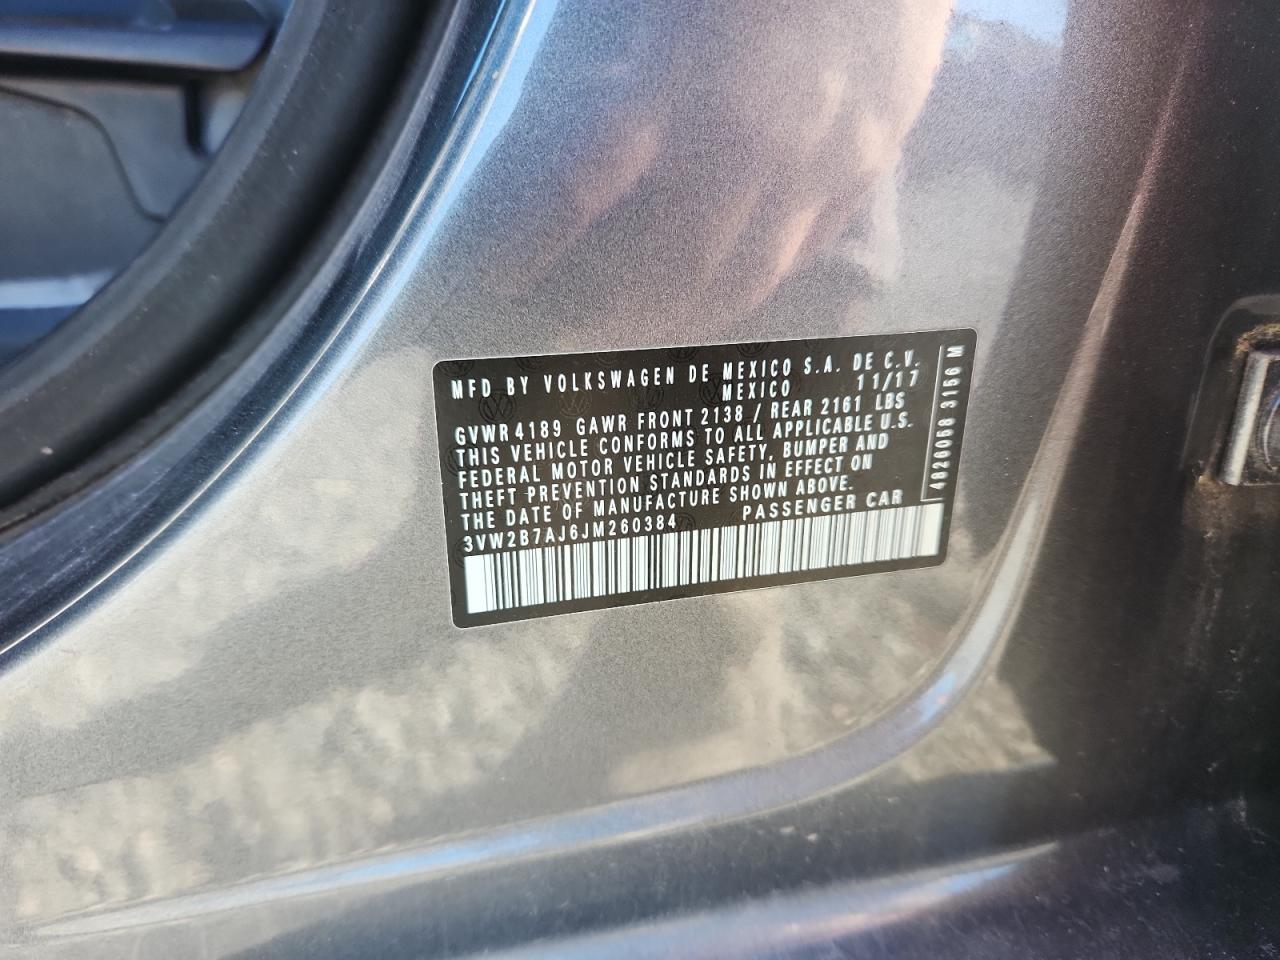 MFD BY VOLKSWAGEN DE MEXICO S.A. DE C.V.
MEXICO 11/17
GVWR 4189 GAWR FRONT 2138 / REAR 2161 LBS
THIS VEHICLE CONFORMS TO ALL APPLICABLE U.S.
FEDERAL MOTOR VEHICLE SAFETY, BUMPER AND
THEFT PREVENTION STANDARDS IN EFFECT ON
THE DATE OF MANUFACTURE SHOWN ABOVE.
3VW2B7AJ6JM260384 PASSENGER CAR
4826058 3156 M